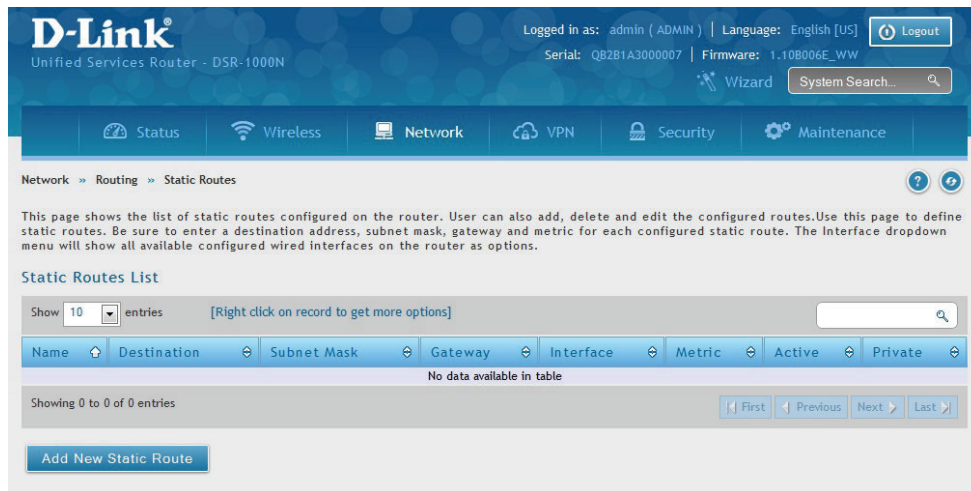 D-Link®
Unified Services Router - DSR-1000N
Logged in as: admin ( ADMIN ) | Language: English [US]
Logout
Serial: QB2B1A3000007 | Firmware: 1.10B006E_WW
Wizard
System Search...
Status
Wireless
Network
VPN
Security
Maintenance
Network » Routing » Static Routes
This page shows the list of static routes configured on the router. User can also add, delete and edit the configured routes.Use this page to define
static routes. Be sure to enter a destination address, subnet mask, gateway and metric for each configured static route. The Interface dropdown
menu will show all available configured wired interfaces on the router as options.
Static Routes List
Show 10 entries [Right click on record to get more options]
Name Destination Subnet Mask Gateway Interface Metric Active Private
No data available in table
Showing 0 to 0 of 0 entries
First Previous Next Last
Add New Static Route